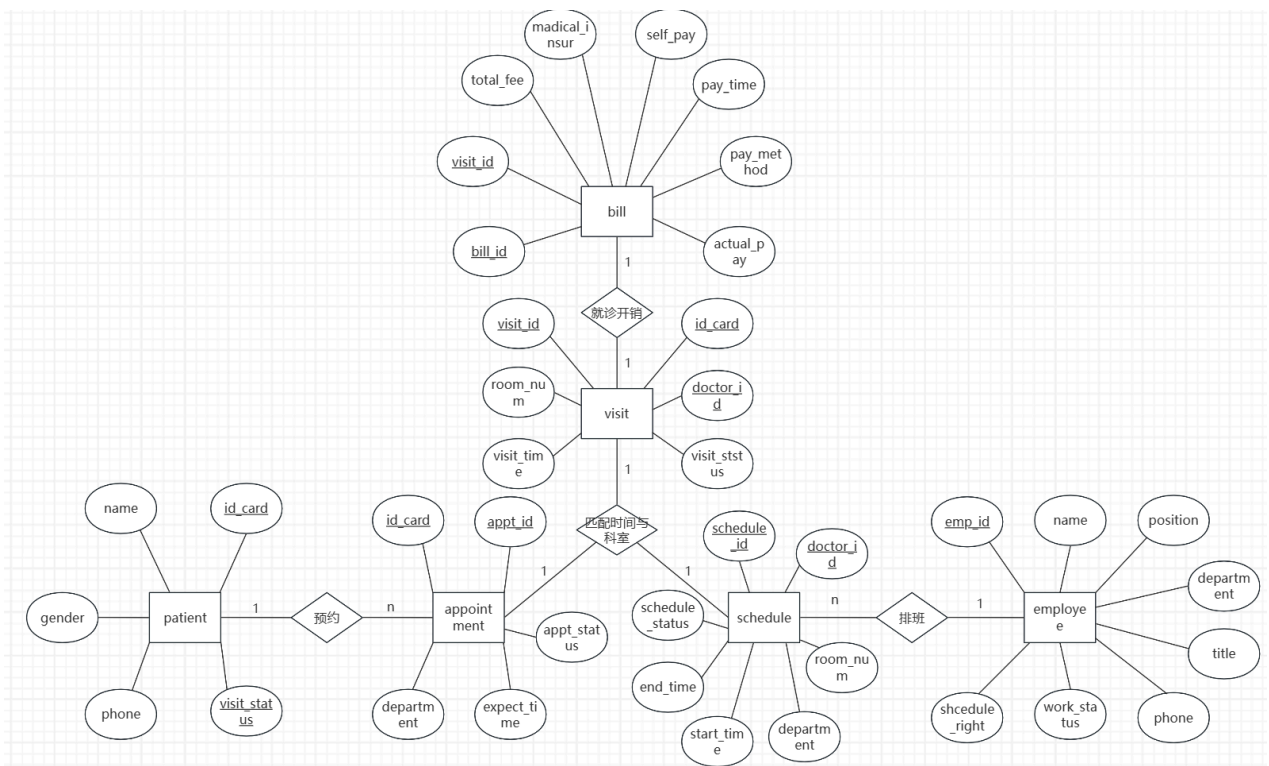 madical_i
nsur
self_pay
total_fee
pay_time
visit_id
pay_met
hod
bill
bill_id
actual_p
ay
1
就诊开销
visit_id
id_card
1
room_nu
m
doctor_i
d
visit
visit_tim
e
visit_stst
us
1
name
id_card
id_card
appt_id
匹配时间与
科室
schedule
_id
doctor_i
d
emp_id
name
position
1
1
departm
ent
gender
patient
1
预约
n
appoint
ment
schedule
_status
schedule
n
排班
1
employe
e
appt_stat
us
room_nu
m
title
end_time
phone
visit_stat
us
departm
ent
expect_ti
me
start_tim
e
departm
ent
shcedule
_right
work_sta
tus
phone